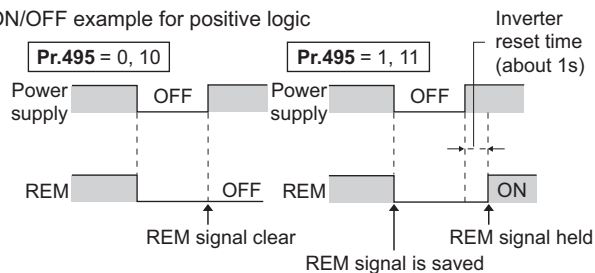 ON/OFF example for positive logic
Inverter
reset time
(about 1s)
Pr.495 = 0, 10
Pr.495 = 1, 11
Power
supply
OFF
Power
supply
OFF
REM
OFF
REM
ON
REM signal clear
REM signal held
REM signal is saved